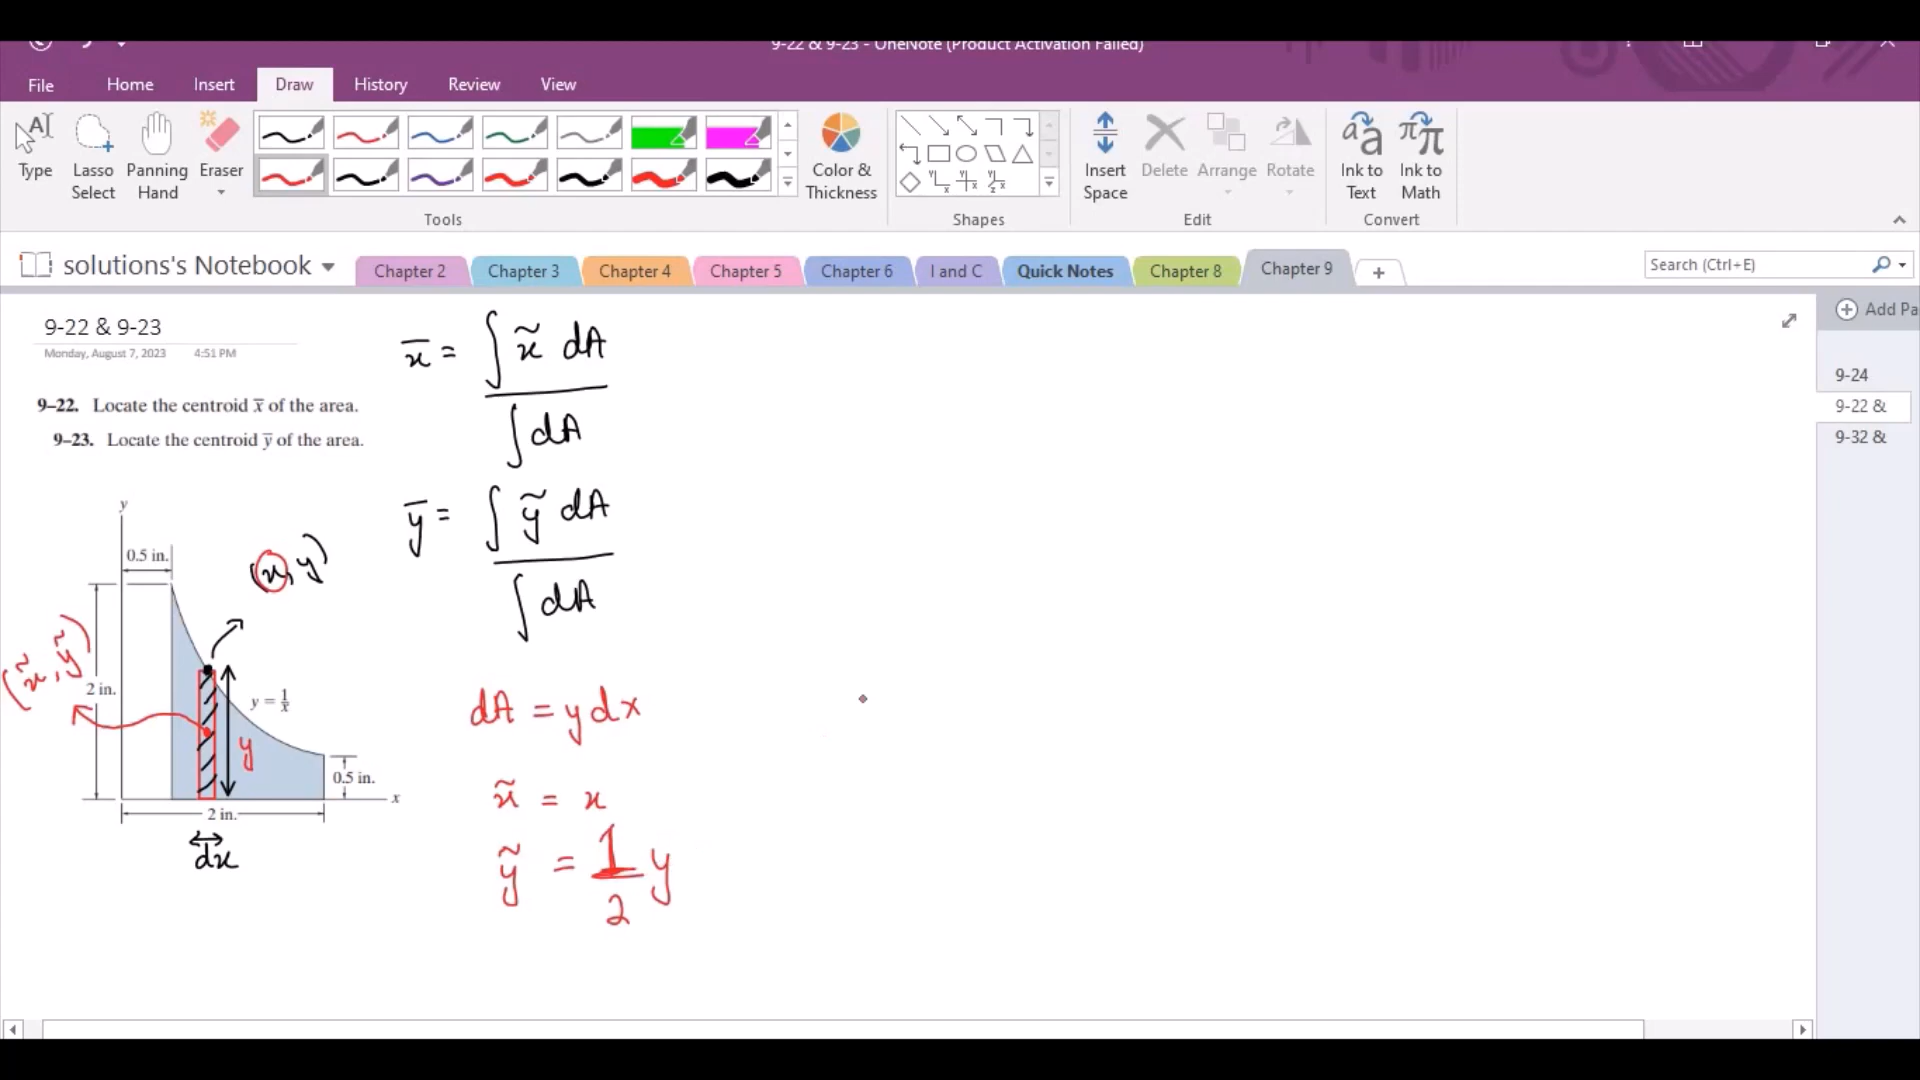 9-22 & 9-23 - OneNote (Product Activation Failed)
File Home Insert Draw History Review View
Type
Lasso Select
Panning Hand
Eraser
Color & Thickness
Insert Space
Delete
Arrange
Rotate
Ink to Text
Ink to Math
Tools
Shapes
Edit
Convert
solutions's Notebook
Chapter 2 Chapter 3 Chapter 4 Chapter 5 Chapter 6 I and C Quick Notes Chapter 8 Chapter 9
Search (Ctrl+E)
Add Pa
9-24
9-22 &
9-32 &
9-22 & 9-23
Monday, August 7, 2023 4:51 PM
9–22. Locate the centroid x̅ of the area.
9–23. Locate the centroid y̅ of the area.
y
0.5 in.
(x, y)
(x̃, ỹ)
2 in.
y = 1/x
y
0.5 in.
x
2 in.
dx
x̅ = ∫ x̃ dA / ∫ dA
y̅ = ∫ ỹ dA / ∫ dA
dA = y dx
x̃ = x
ỹ = 1/2 y